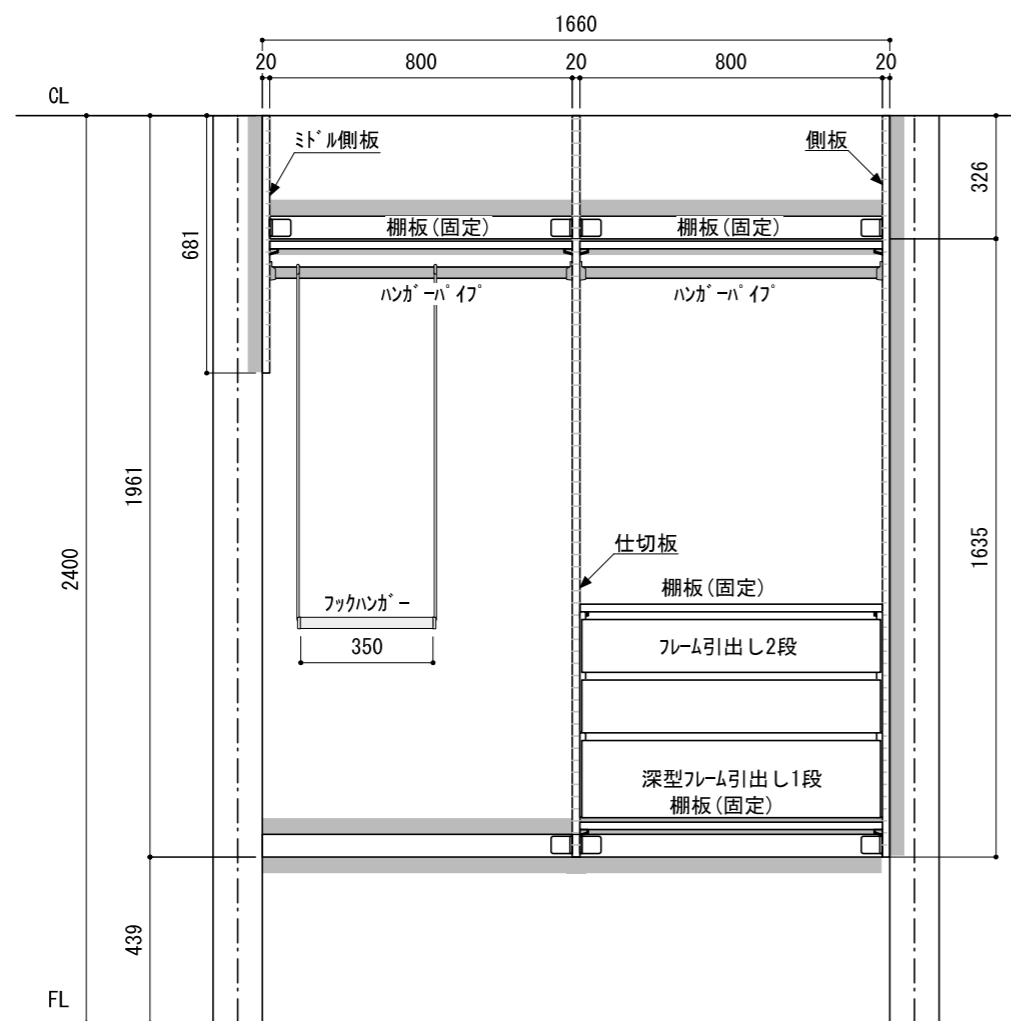 1660
20 800 20 800 20
CL
ミドル側板
側板
326
棚板(固定) 棚板(固定)
681
ハンガーパイプ ハンガーパイプ
1961
2400
仕切板
1635
棚板(固定)
フックハンガー
350
フレーム引出し2段
深型フレーム引出し1段
棚板(固定)
439
FL